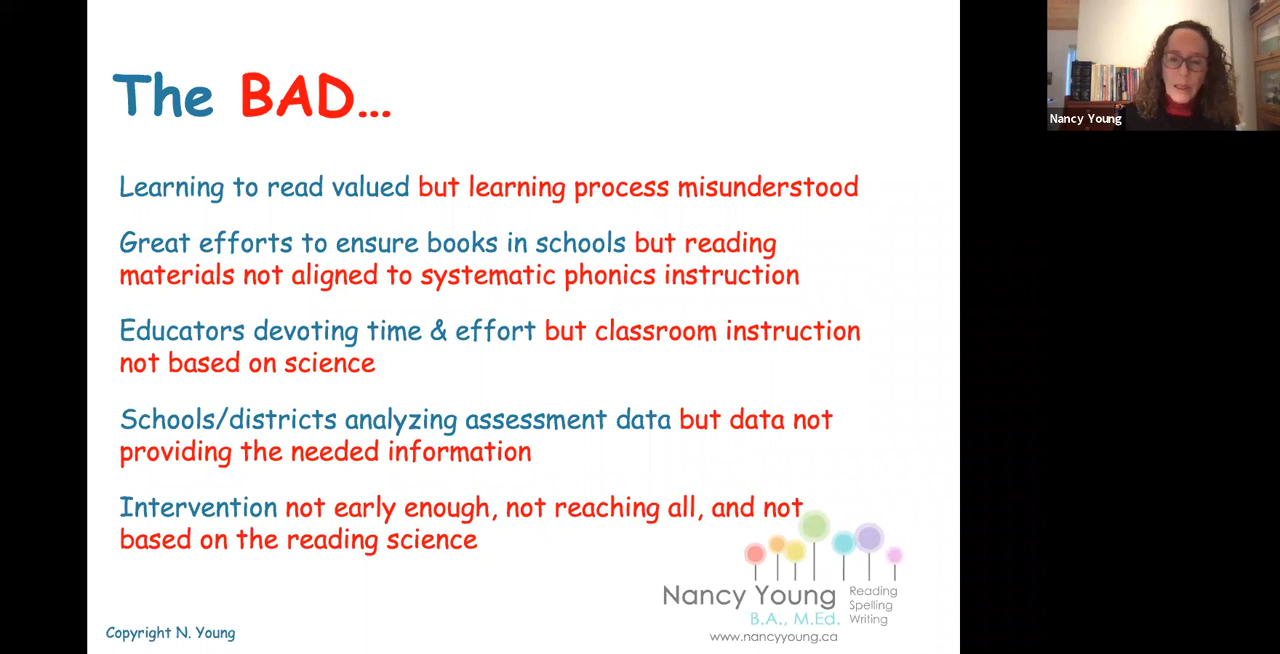 The BAD...
Learning to read valued but learning process misunderstood
Great efforts to ensure books in schools but reading
materials not aligned to systematic phonics instruction
Educators devoting time & effort but classroom instruction
not based on science
Schools/districts analyzing assessment data but data not
providing the needed information
Intervention not early enough, not reaching all, and not
based on the reading science
Nancy Young
B.A., M.Ed.
Reading
Spelling
Writing
www.nancyyoung.ca
Copyright N. Young
Nancy Young